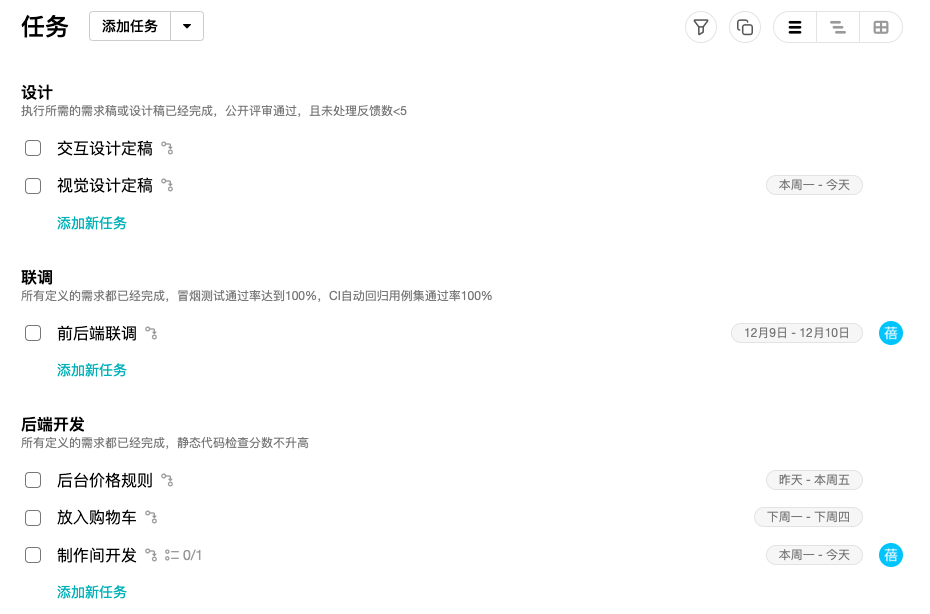 任务 添加任务
设计
执行所需的需求稿或设计稿已经完成，公开评审通过，且未处理反馈数<5
交互设计定稿
视觉设计定稿 本周一 - 今天
添加新任务
联调
所有定义的需求都已经完成，冒烟测试通过率达到100%，CI自动回归用例集通过率100%
前后端联调 12月9日 - 12月10日 蓓
添加新任务
后端开发
所有定义的需求都已经完成，静态代码检查分数不升高
后台价格规则 昨天 - 本周五
放入购物车 下周一 - 下周四
制作间开发 0/1 本周一 - 今天 蓓
添加新任务